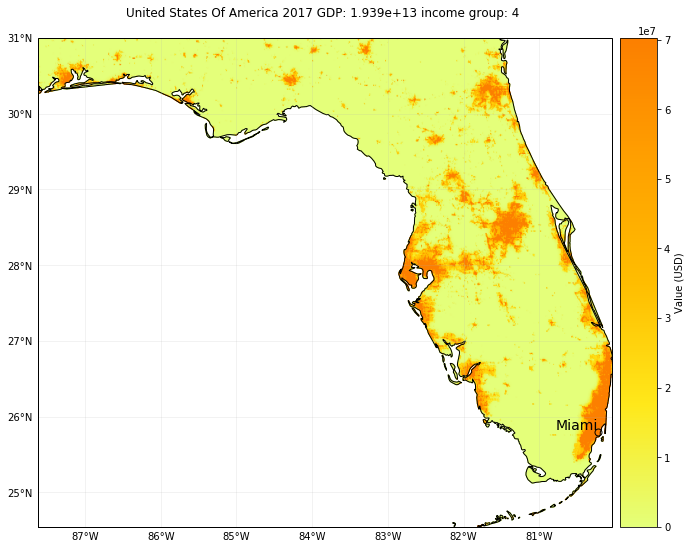 United States Of America 2017 GDP: 1.939e+13 income group: 4
1e7
31°N
30°N
29°N
28°N
27°N
26°N
25°N
87°W
86°W
85°W
84°W
83°W
82°W
81°W
Miami
7
6
5
4
3
2
1
0
Value (USD)